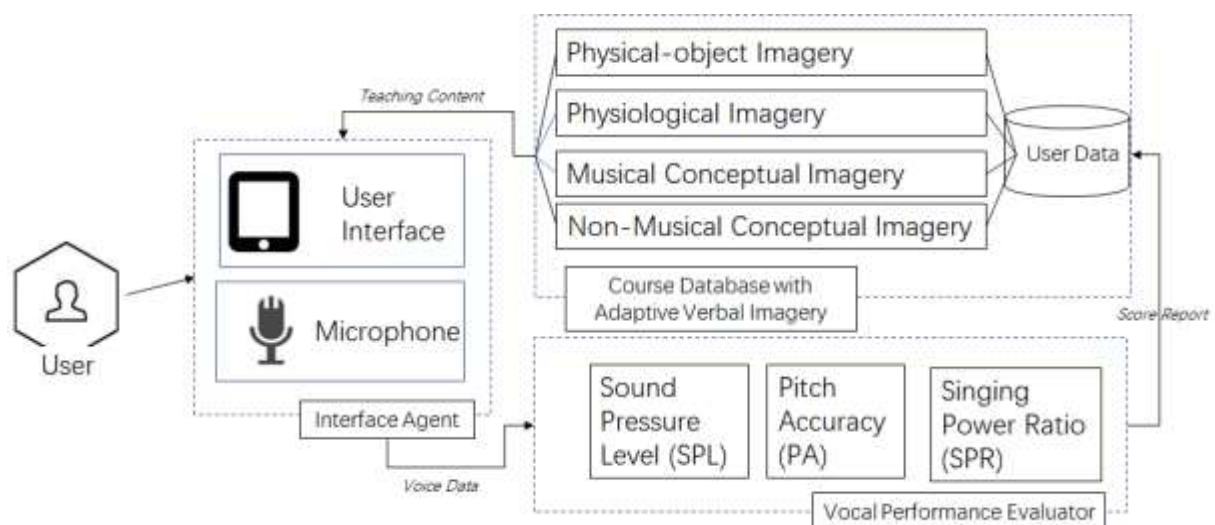 Physical-object Imagery
Teaching Content
Physiological Imagery
User Data
Musical Conceptual Imagery
User
Interface
Non-Musical Conceptual Imagery
Course Database with
Adaptive Verbal Imagery
Score Report
Microphone
User
Sound
Pressure
Level (SPL)
Pitch
Accuracy
(PA)
Singing
Power Ratio
(SPR)
Interface Agent
Voice Data
Vocal Performance Evaluator